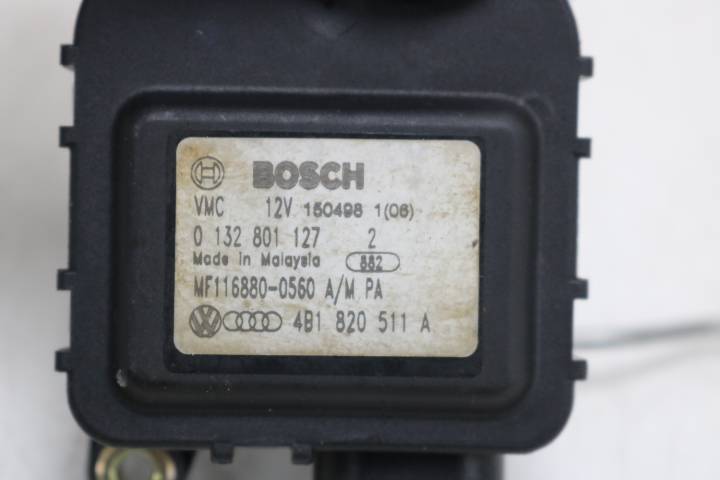 BOSCH
VMC 12V 150498 1(06)
0 132 801 127 2
Made in Malaysia 882
MF116880-0560 A/M PA
4B1 820 511 A